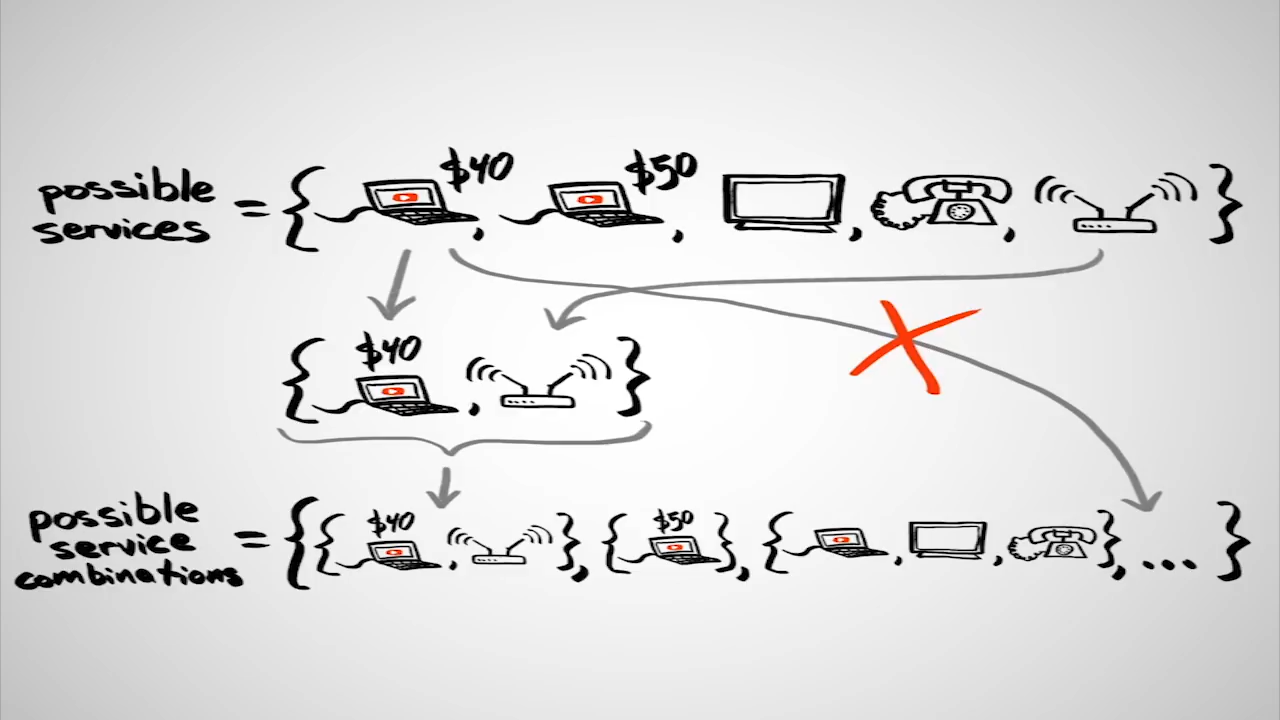 possible services = { $40 , $50 , , , }
{ $40 , }
possible service combinations = { { $40 , } , { $50 } , { , , } , ... }